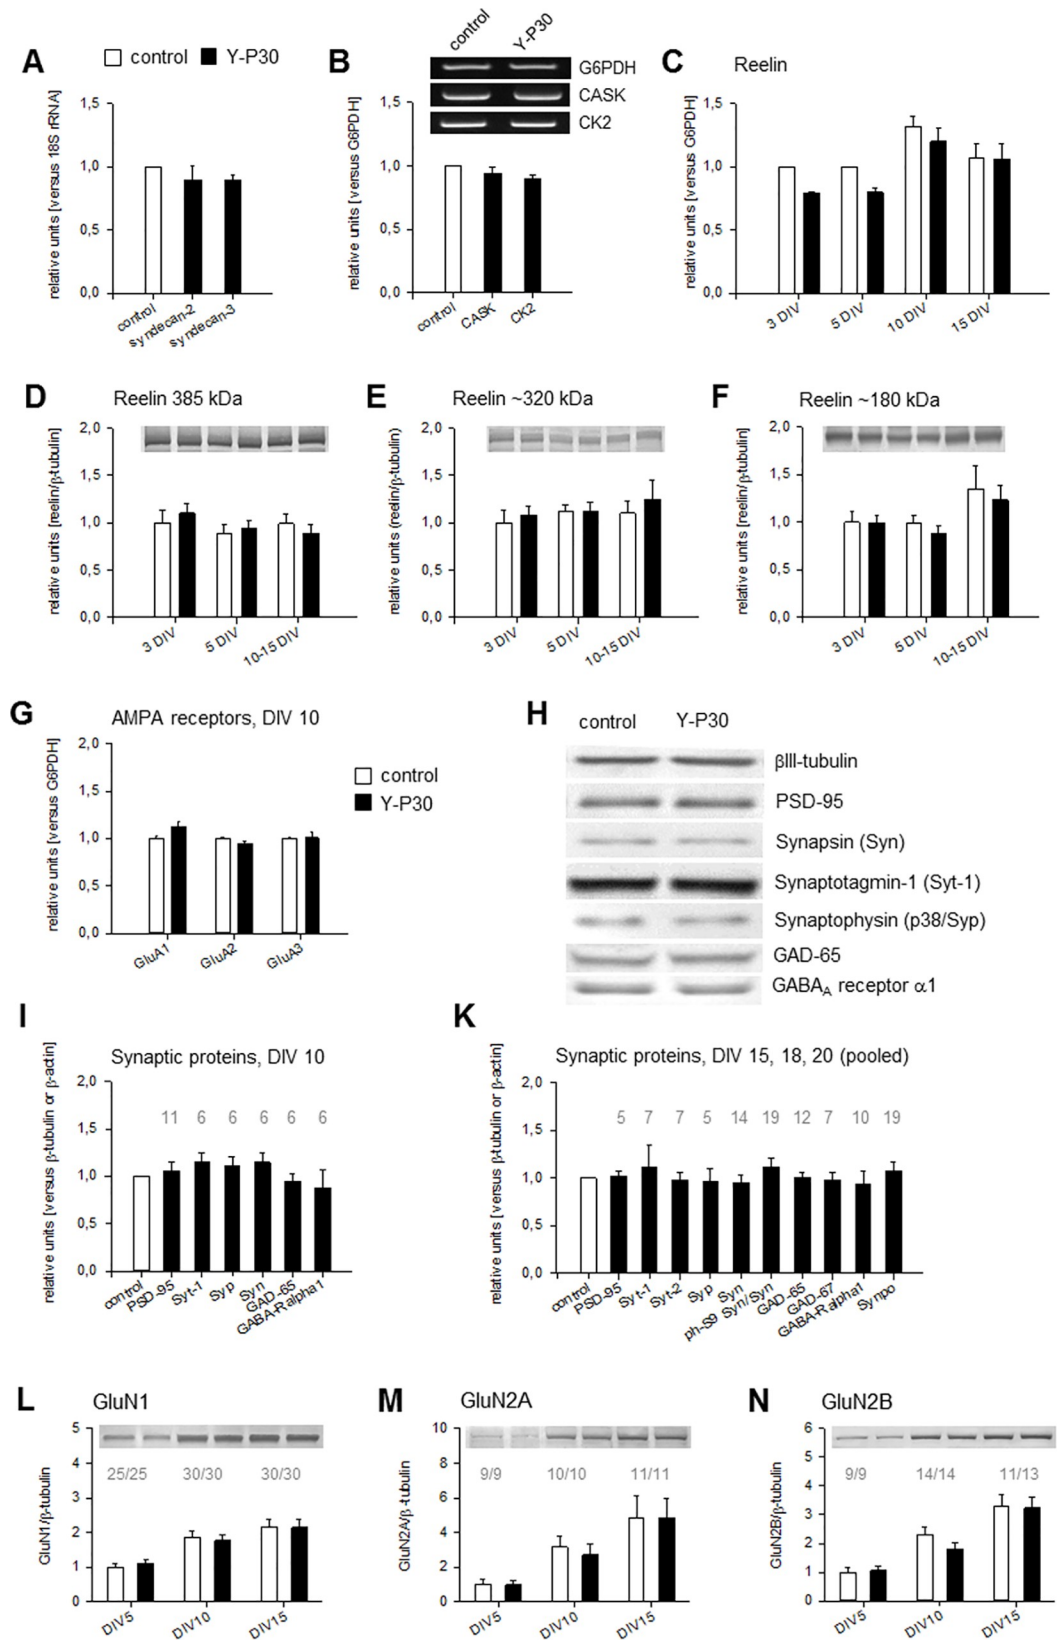 control
Y-P30
A
control
Y-P30
B
G6PDH
CASK
CK2
C
Reelin
relative units [versus 18S rRNA]
1,5
1,0
0,5
0,0
control
syndecan-2
syndecan-3
relative units [versus G6PDH]
1,5
1,0
0,5
0,0
control
CASK
CK2
relative units [versus G6PDH]
1,5
1,0
0,5
0,0
3 DIV
5 DIV
10 DIV
15 DIV
D
Reelin 385 kDa
relative units [reelin/β-tubulin]
2,0
1,5
1,0
0,5
0,0
3 DIV
5 DIV
10-15 DIV
E
Reelin ~320 kDa
relative units (reelin/β-tubulin)
2,0
1,5
1,0
0,5
0,0
3 DIV
5 DIV
10-15 DIV
F
Reelin ~180 kDa
relative units [reelin/β-tubulin]
2,0
1,5
1,0
0,5
0,0
3 DIV
5 DIV
10-15 DIV
G
AMPA receptors, DIV 10
relative units [versus G6PDH]
2,0
1,5
1,0
0,5
0,0
GluA1
GluA2
GluA3
control
Y-P30
H
control
Y-P30
βIII-tubulin
PSD-95
Synapsin (Syn)
Synaptotagmin-1 (Syt-1)
Synaptophysin (p38/Syp)
GAD-65
GABAA receptor α1
I
Synaptic proteins, DIV 10
relative units [versus β-tubulin or β-actin]
2,0
1,5
1,0
0,5
0,0
11 6 6 6 6 6
control
PSD-95
Syt-1
Syp
Syn
GAD-65
GABA-Ralpha1
K
Synaptic proteins, DIV 15, 18, 20 (pooled)
relative units [versus β-tubulin or β-actin]
2,0
1,5
1,0
0,5
0,0
5 7 7 5 14 19 12 7 10 19
control
PSD-95
Syt-1
Syt-2
Syp
Syn
ph-S9 Syn/Syn
GAD-65
GAD-67
GABA-Ralpha1
Synpo
L
GluN1
GluN1/β-tubulin
5
4
3
2
1
0
25/25 30/30 30/30
DIV5
DIV10
DIV15
M
GluN2A
GluN2A/β-tubulin
10
8
6
4
2
0
9/9 10/10 11/11
DIV5
DIV10
DIV15
N
GluN2B
GluN2B/β-tubulin
6
5
4
3
2
1
0
9/9 14/14 11/13
DIV5
DIV10
DIV15